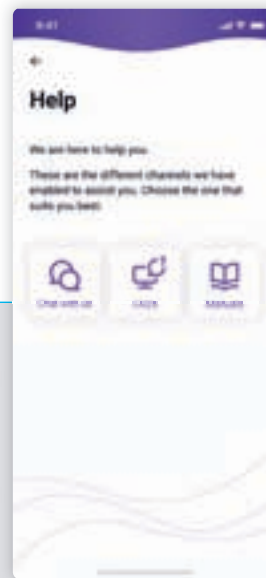 9:41
Help
We are here to help you.
These are the different channels we have
enabled to assist you. Choose the one that
suits you best:
Chat with us